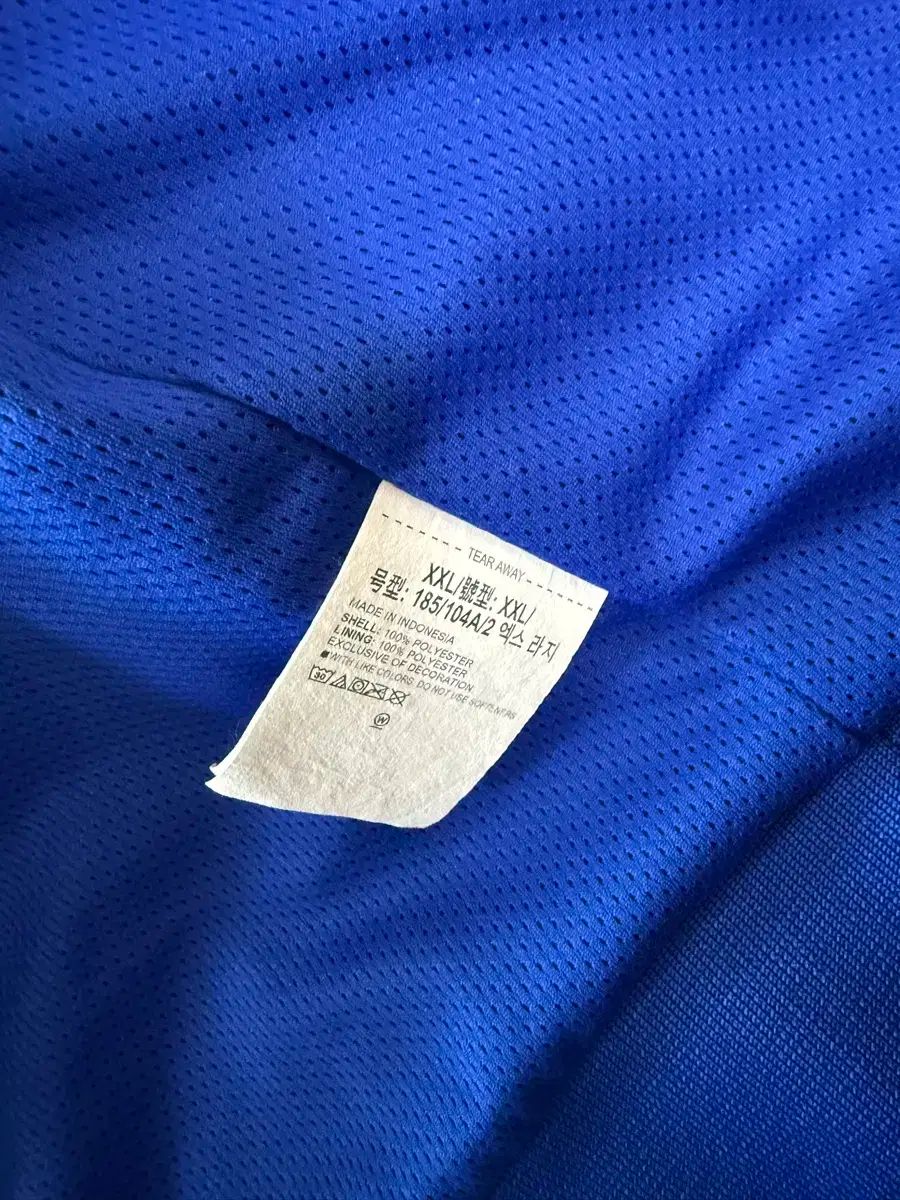 TEAR AWAY
XXL/號型: XXL/
号型: 185/104A/2 엑스 라지
MADE IN INDONESIA
SHELL: 100% POLYESTER
LINING: 100% POLYESTER
EXCLUSIVE OF DECORATION
WITH LIKE COLORS DO NOT USE SOFTENERS
30
W